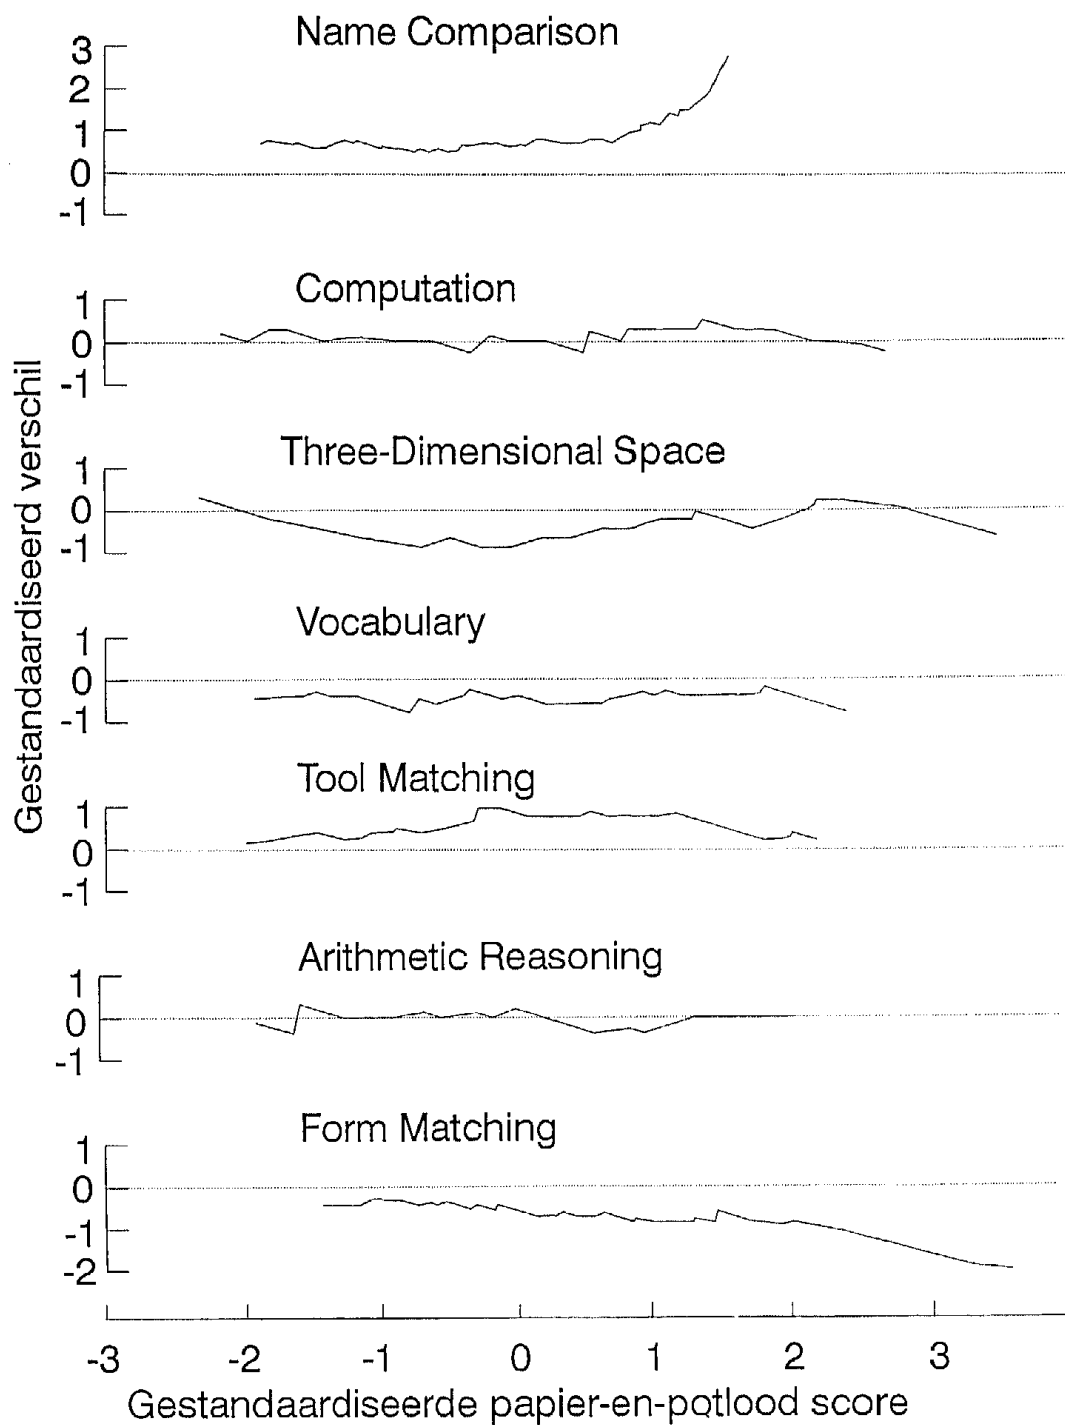 Name Comparison
3
2
1
0
-1
Computation
1
0
-1
Three-Dimensional Space
1
0
-1
Vocabulary
1
0
-1
Tool Matching
1
0
-1
Arithmetic Reasoning
1
0
-1
Form Matching
1
0
-1
-2
Gestandaardiseerd verschil
-3 -2 -1 0 1 2 3
Gestandaardiseerde papier-en-potlood score